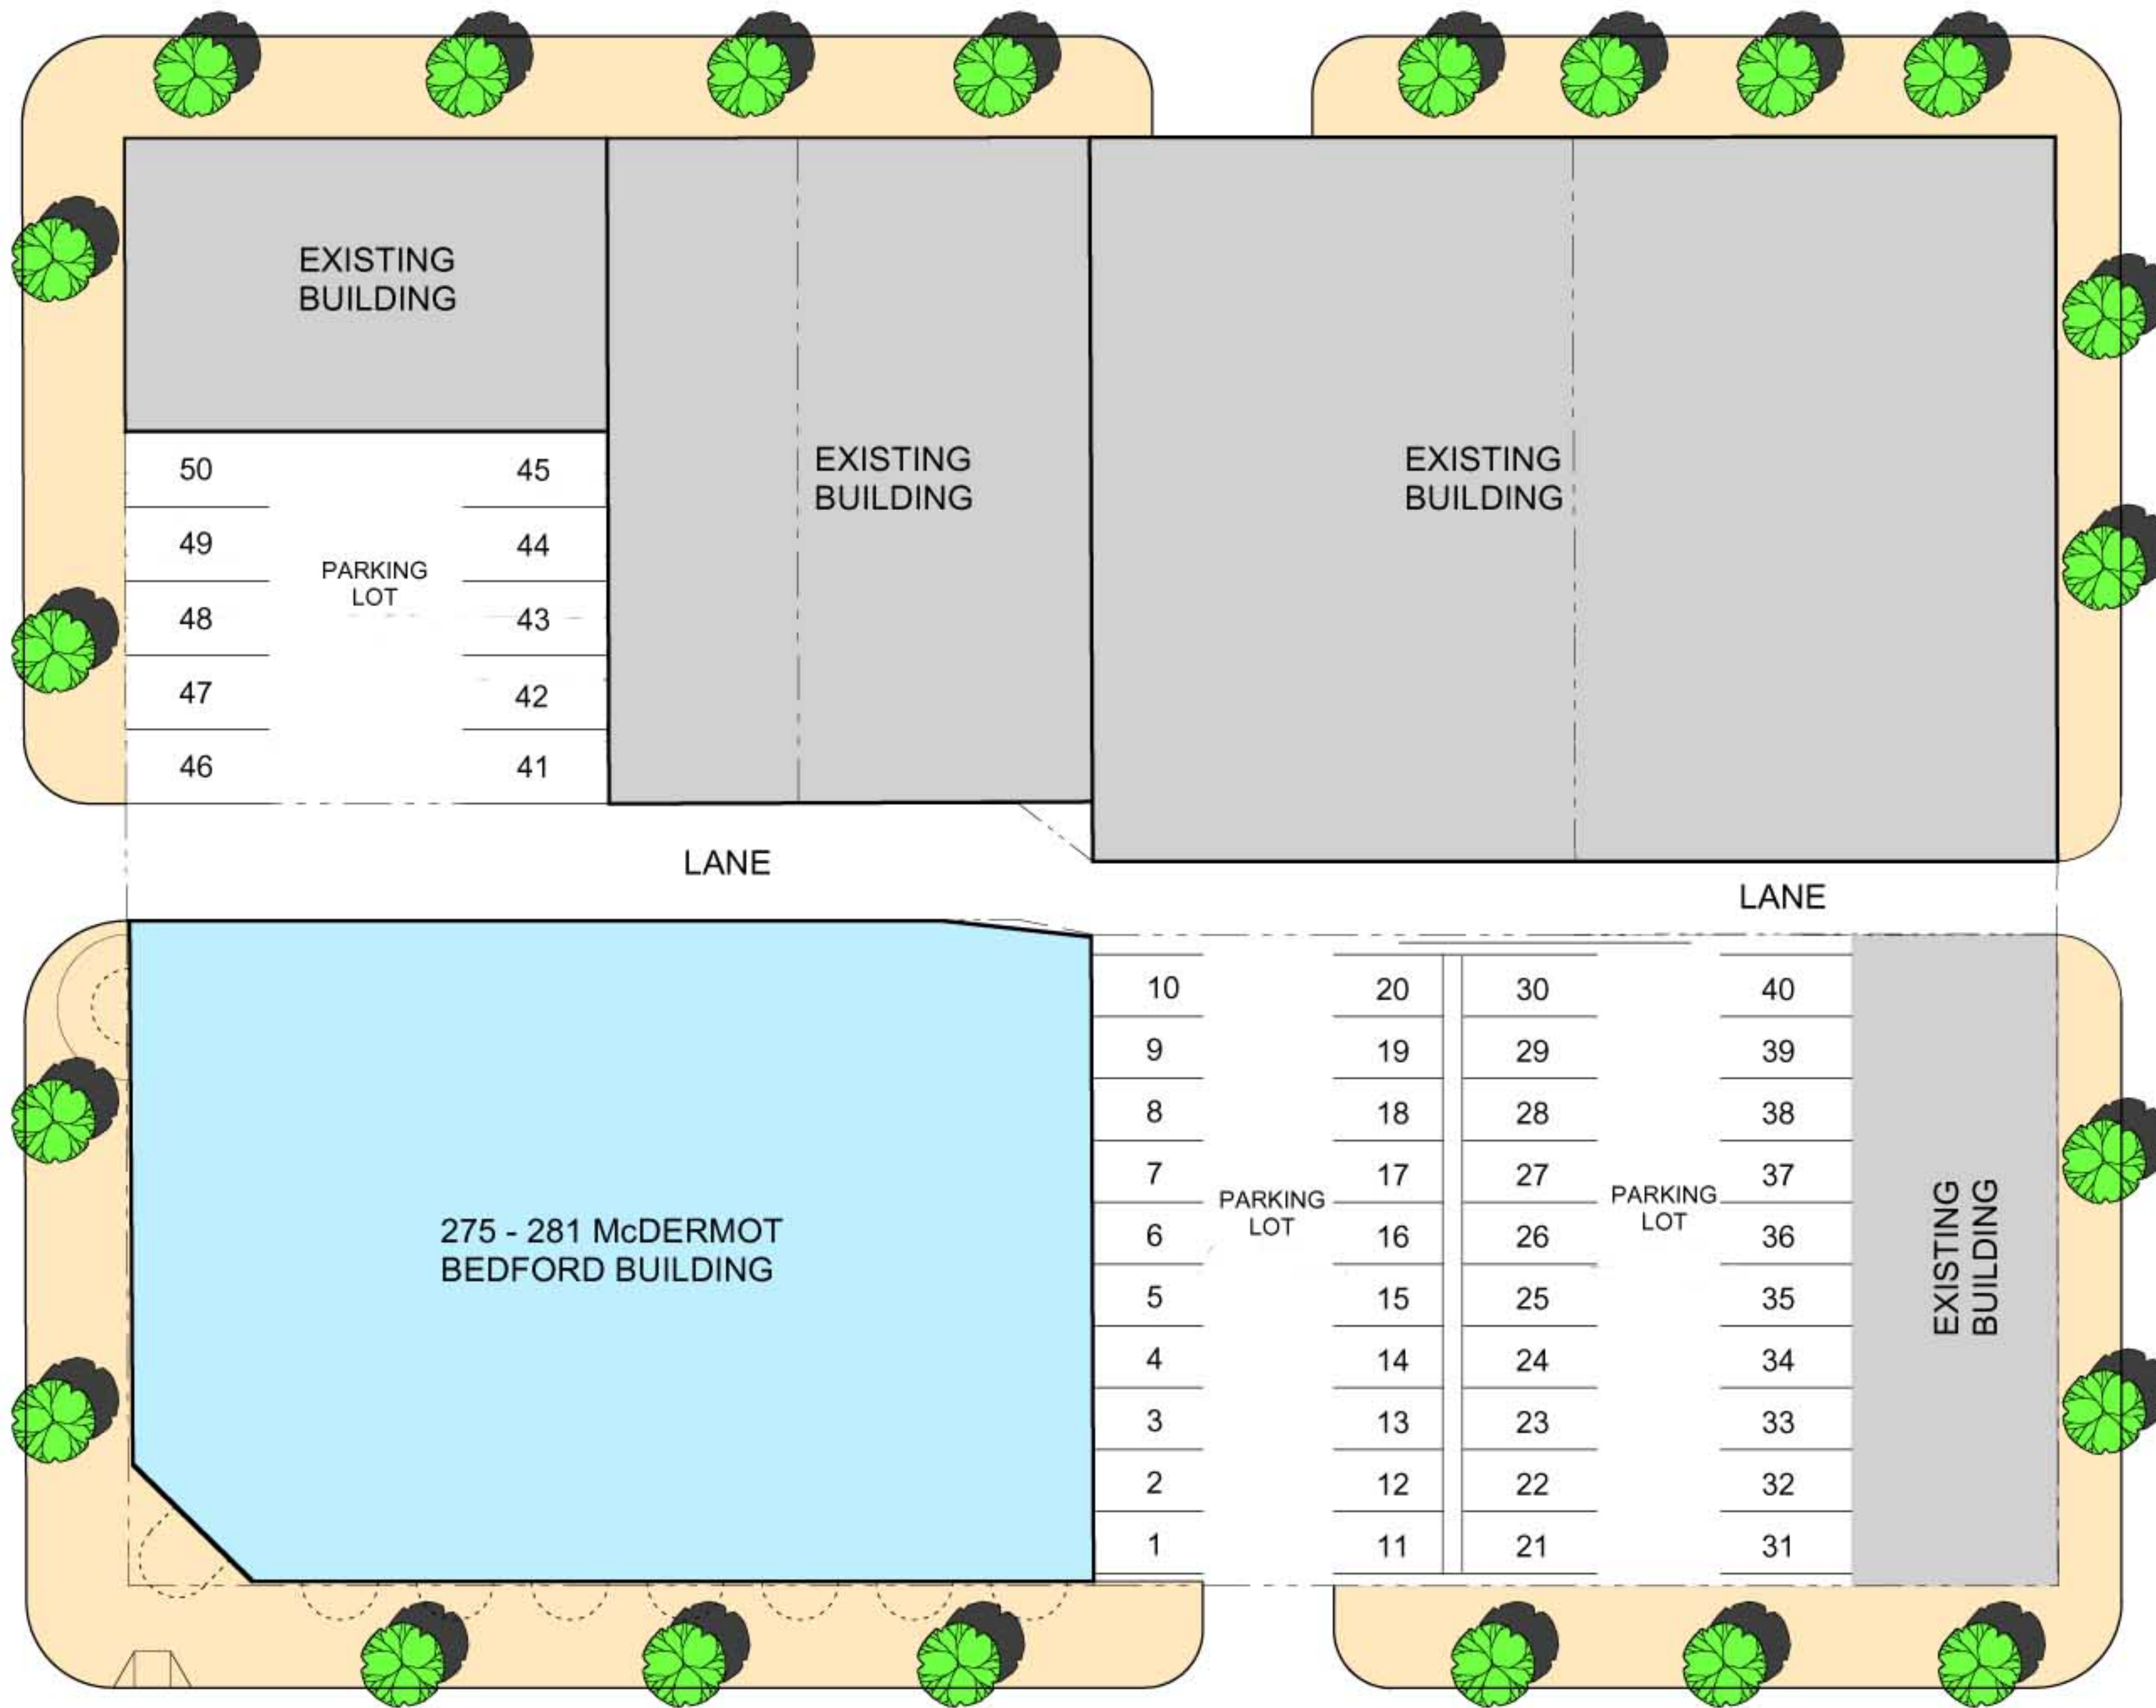 EXISTING
BUILDING
EXISTING
BUILDING
EXISTING
BUILDING
50
45
49
44
PARKING
LOT
48
43
47
42
46
41
LANE
LANE
275 - 281 McDERMOT
BEDFORD BUILDING
10
20
30
40
9
19
29
39
8
18
28
38
7
17
27
37
PARKING
LOT
PARKING
LOT
6
16
26
36
5
15
25
35
4
14
24
34
3
13
23
33
2
12
22
32
1
11
21
31
EXISTING
BUILDING